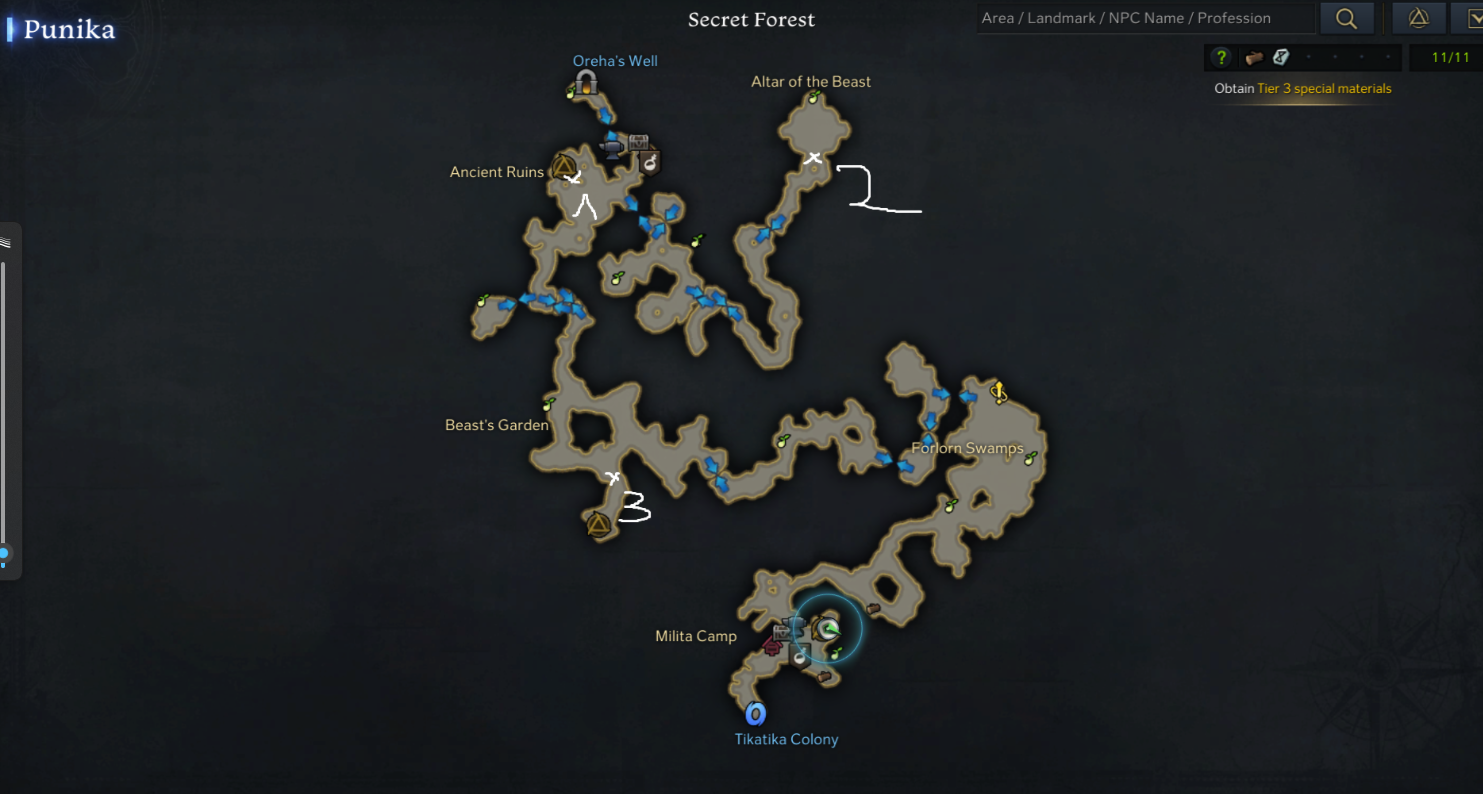 Punika
Secret Forest
Area / Landmark / NPC Name / Profession
11/11
Obtain Tier 3 special materials
Oreha's Well
Altar of the Beast
Ancient Ruins
2
Beast's Garden
Forlorn Swamps
3
Milita Camp
Tikatika Colony